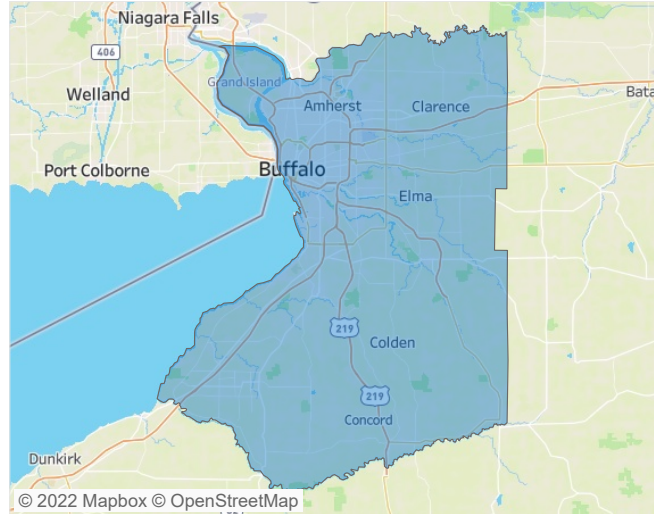 Niagara Falls
406
Grand Island
Welland
Amherst
Clarence
Bata
Port Colborne
Buffalo
Elma
219
Colden
219
Concord
Dunkirk
© 2022 Mapbox © OpenStreetMap